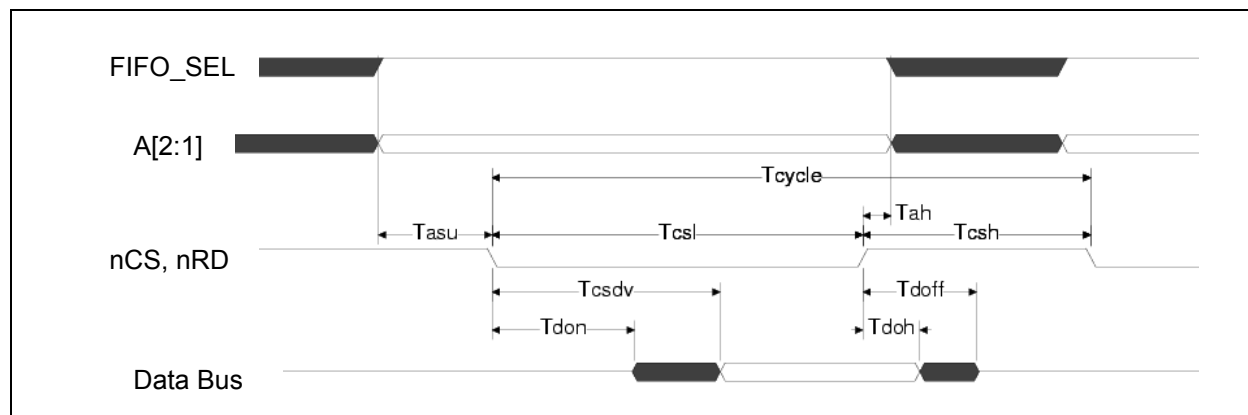 FIFO_SEL
A[2:1]
Tcycle
Tah
Tasu
Tcsl
Tcsh
nCS, nRD
Tcsdv
Tdoff
Tdon
Tdoh
Data Bus